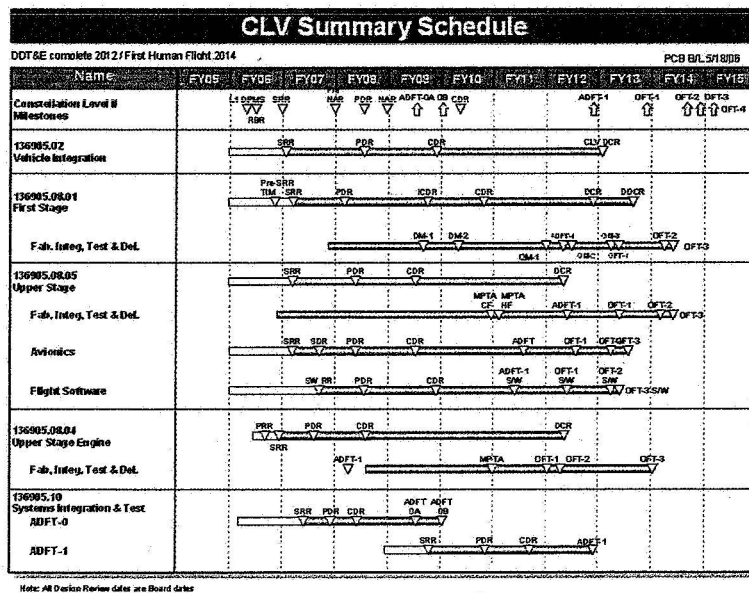 CLV Summary Schedule
DDT&E complete 2012 / First Human Flight 2014
PCB B/L 5/18/06
Name FY05 FY06 FY07 FY08 FY09 FY10 FY11 FY12 FY13 FY14 FY15
Constellation Level II
Milestones
SRR NAR PDR NAR ADFT-0A 0B CDR ADFT-1 OFT-1 OFT-2 OFT-3
RBR OFT-4
136905.02
Vehicle Integration
SRR PDR CDR CLV DCR
136905.08.01
First Stage
Pre-SRR
TIM SRR PDR ICDR CDR DCR DDCR
Fab, Integ, Test & Del.
DM-1 DM-2 ADFT-1 OFT-2 OFT-3
QM-1 OFT-1
136905.08.05
Upper Stage
SRR PDR CDR DCR
Fab, Integ, Test & Del.
MPTA MPTA
CF HF ADFT-1 OFT-1 OFT-2 OFT-3
Avionics
SRR SDR PDR CDR ADFT OFT-1 OFT-3
Flight Software
SW RR PDR CDR
ADFT-1 OFT-1 OFT-2
S/W S/W S/W OFT-3 S/W
136905.08.04
Upper Stage Engine
PRR PDR CDR DCR
SRR
Fab, Integ, Test & Del.
ADFT-1 MPTA OFT-1 OFT-2 OFT-3
136905.10
Systems Integration & Test
ADFT-0
SRR PDR CDR
ADFT ADFT
0A 0B
ADFT-1
SRR PDR CDR ADFT-1
Note: All Design Review dates are Board dates